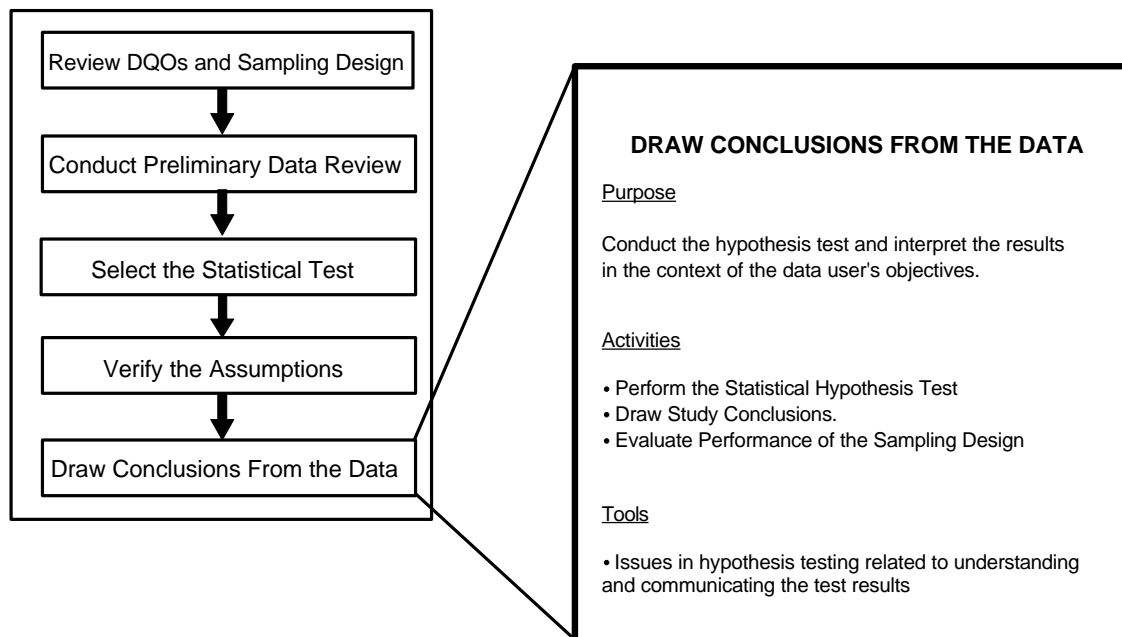 Review DQOs and Sampling Design
Conduct Preliminary Data Review
Select the Statistical Test
Verify the Assumptions
Draw Conclusions From the Data
DRAW CONCLUSIONS FROM THE DATA
Purpose
Conduct the hypothesis test and interpret the results
in the context of the data user's objectives.
Activities
• Perform the Statistical Hypothesis Test
• Draw Study Conclusions.
• Evaluate Performance of the Sampling Design
Tools
• Issues in hypothesis testing related to understanding
and communicating the test results